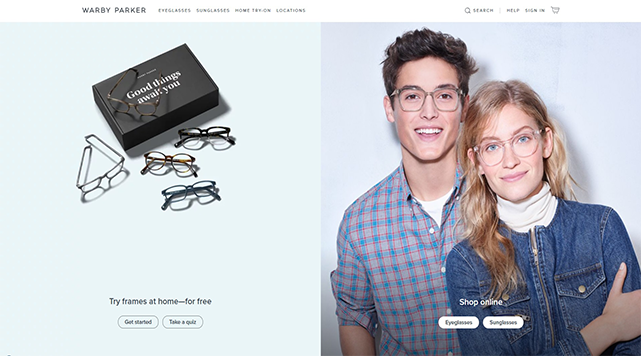 WARBY PARKER
EYEGLASSES SUNGLASSES HOME TRY-ON LOCATIONS
SEARCH HELP SIGN IN
Good things
await you
Try frames at home—for free
Get started Take a quiz
Shop online
Eyeglasses Sunglasses